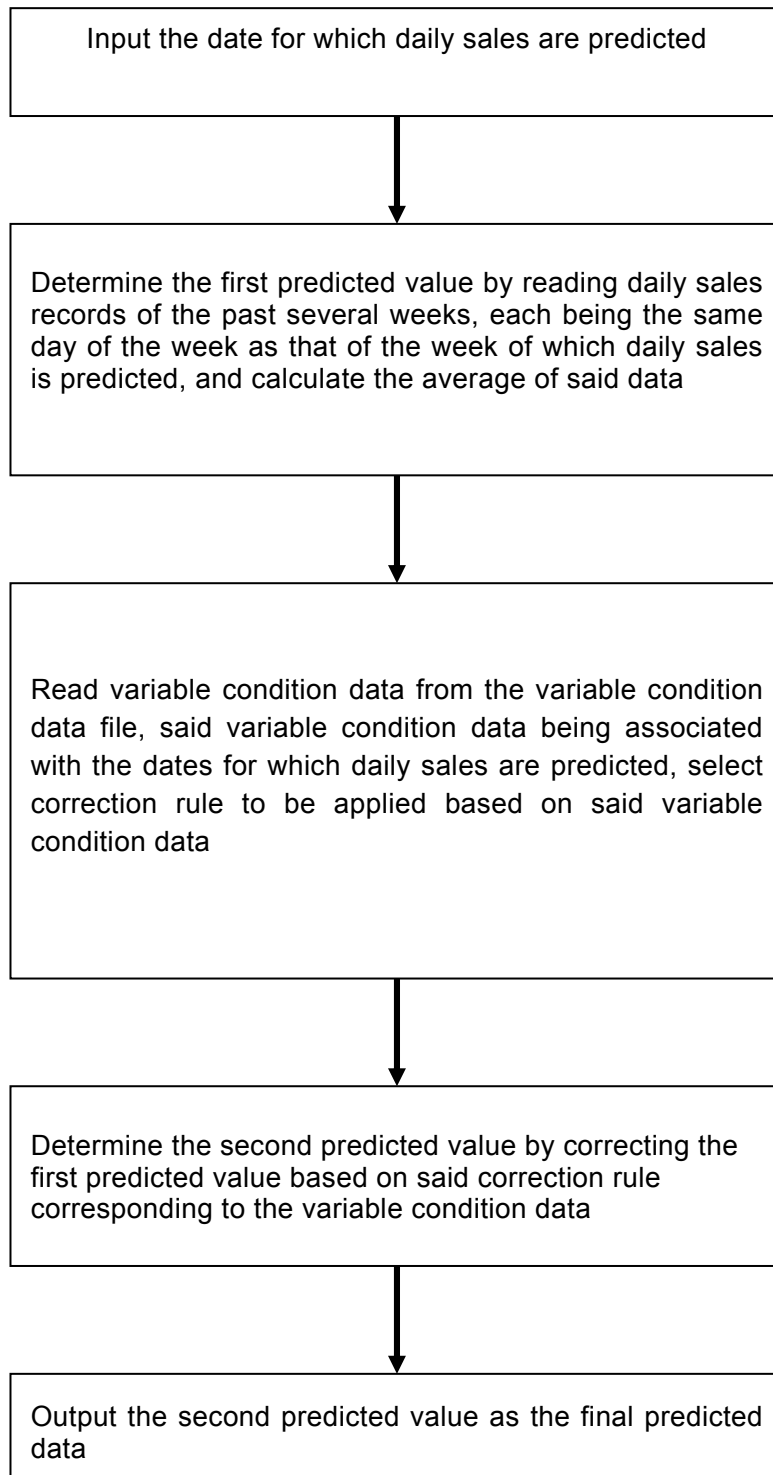 Input the date for which daily sales are predicted
Determine the first predicted value by reading daily sales
records of the past several weeks, each being the same
day of the week as that of the week of which daily sales
is predicted, and calculate the average of said data
Read variable condition data from the variable condition
data file, said variable condition data being associated
with the dates for which daily sales are predicted, select
correction rule to be applied based on said variable
condition data
Determine the second predicted value by correcting the
first predicted value based on said correction rule
corresponding to the variable condition data
Output the second predicted value as the final predicted
data